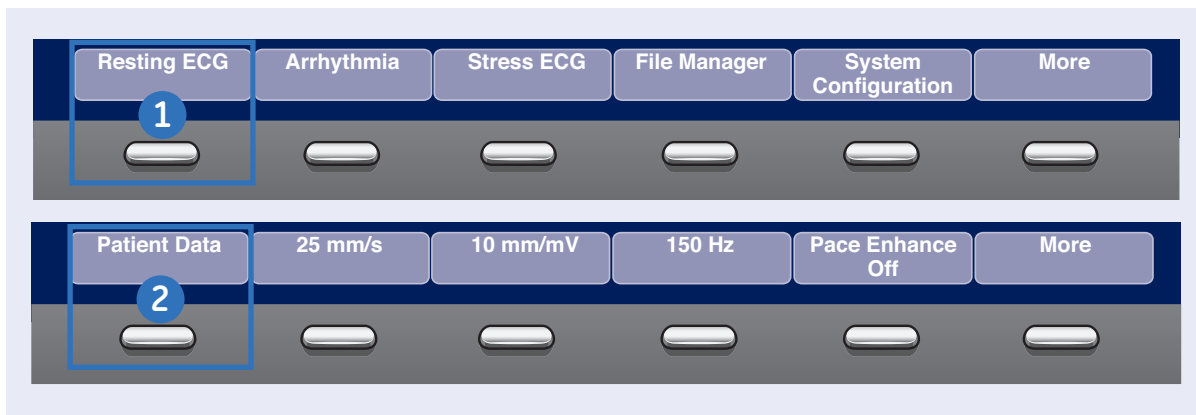 Resting ECG
Arrhythmia
Stress ECG
File Manager
System
Configuration
More
1
Patient Data
25 mm/s
10 mm/mV
150 Hz
Pace Enhance
Off
More
2